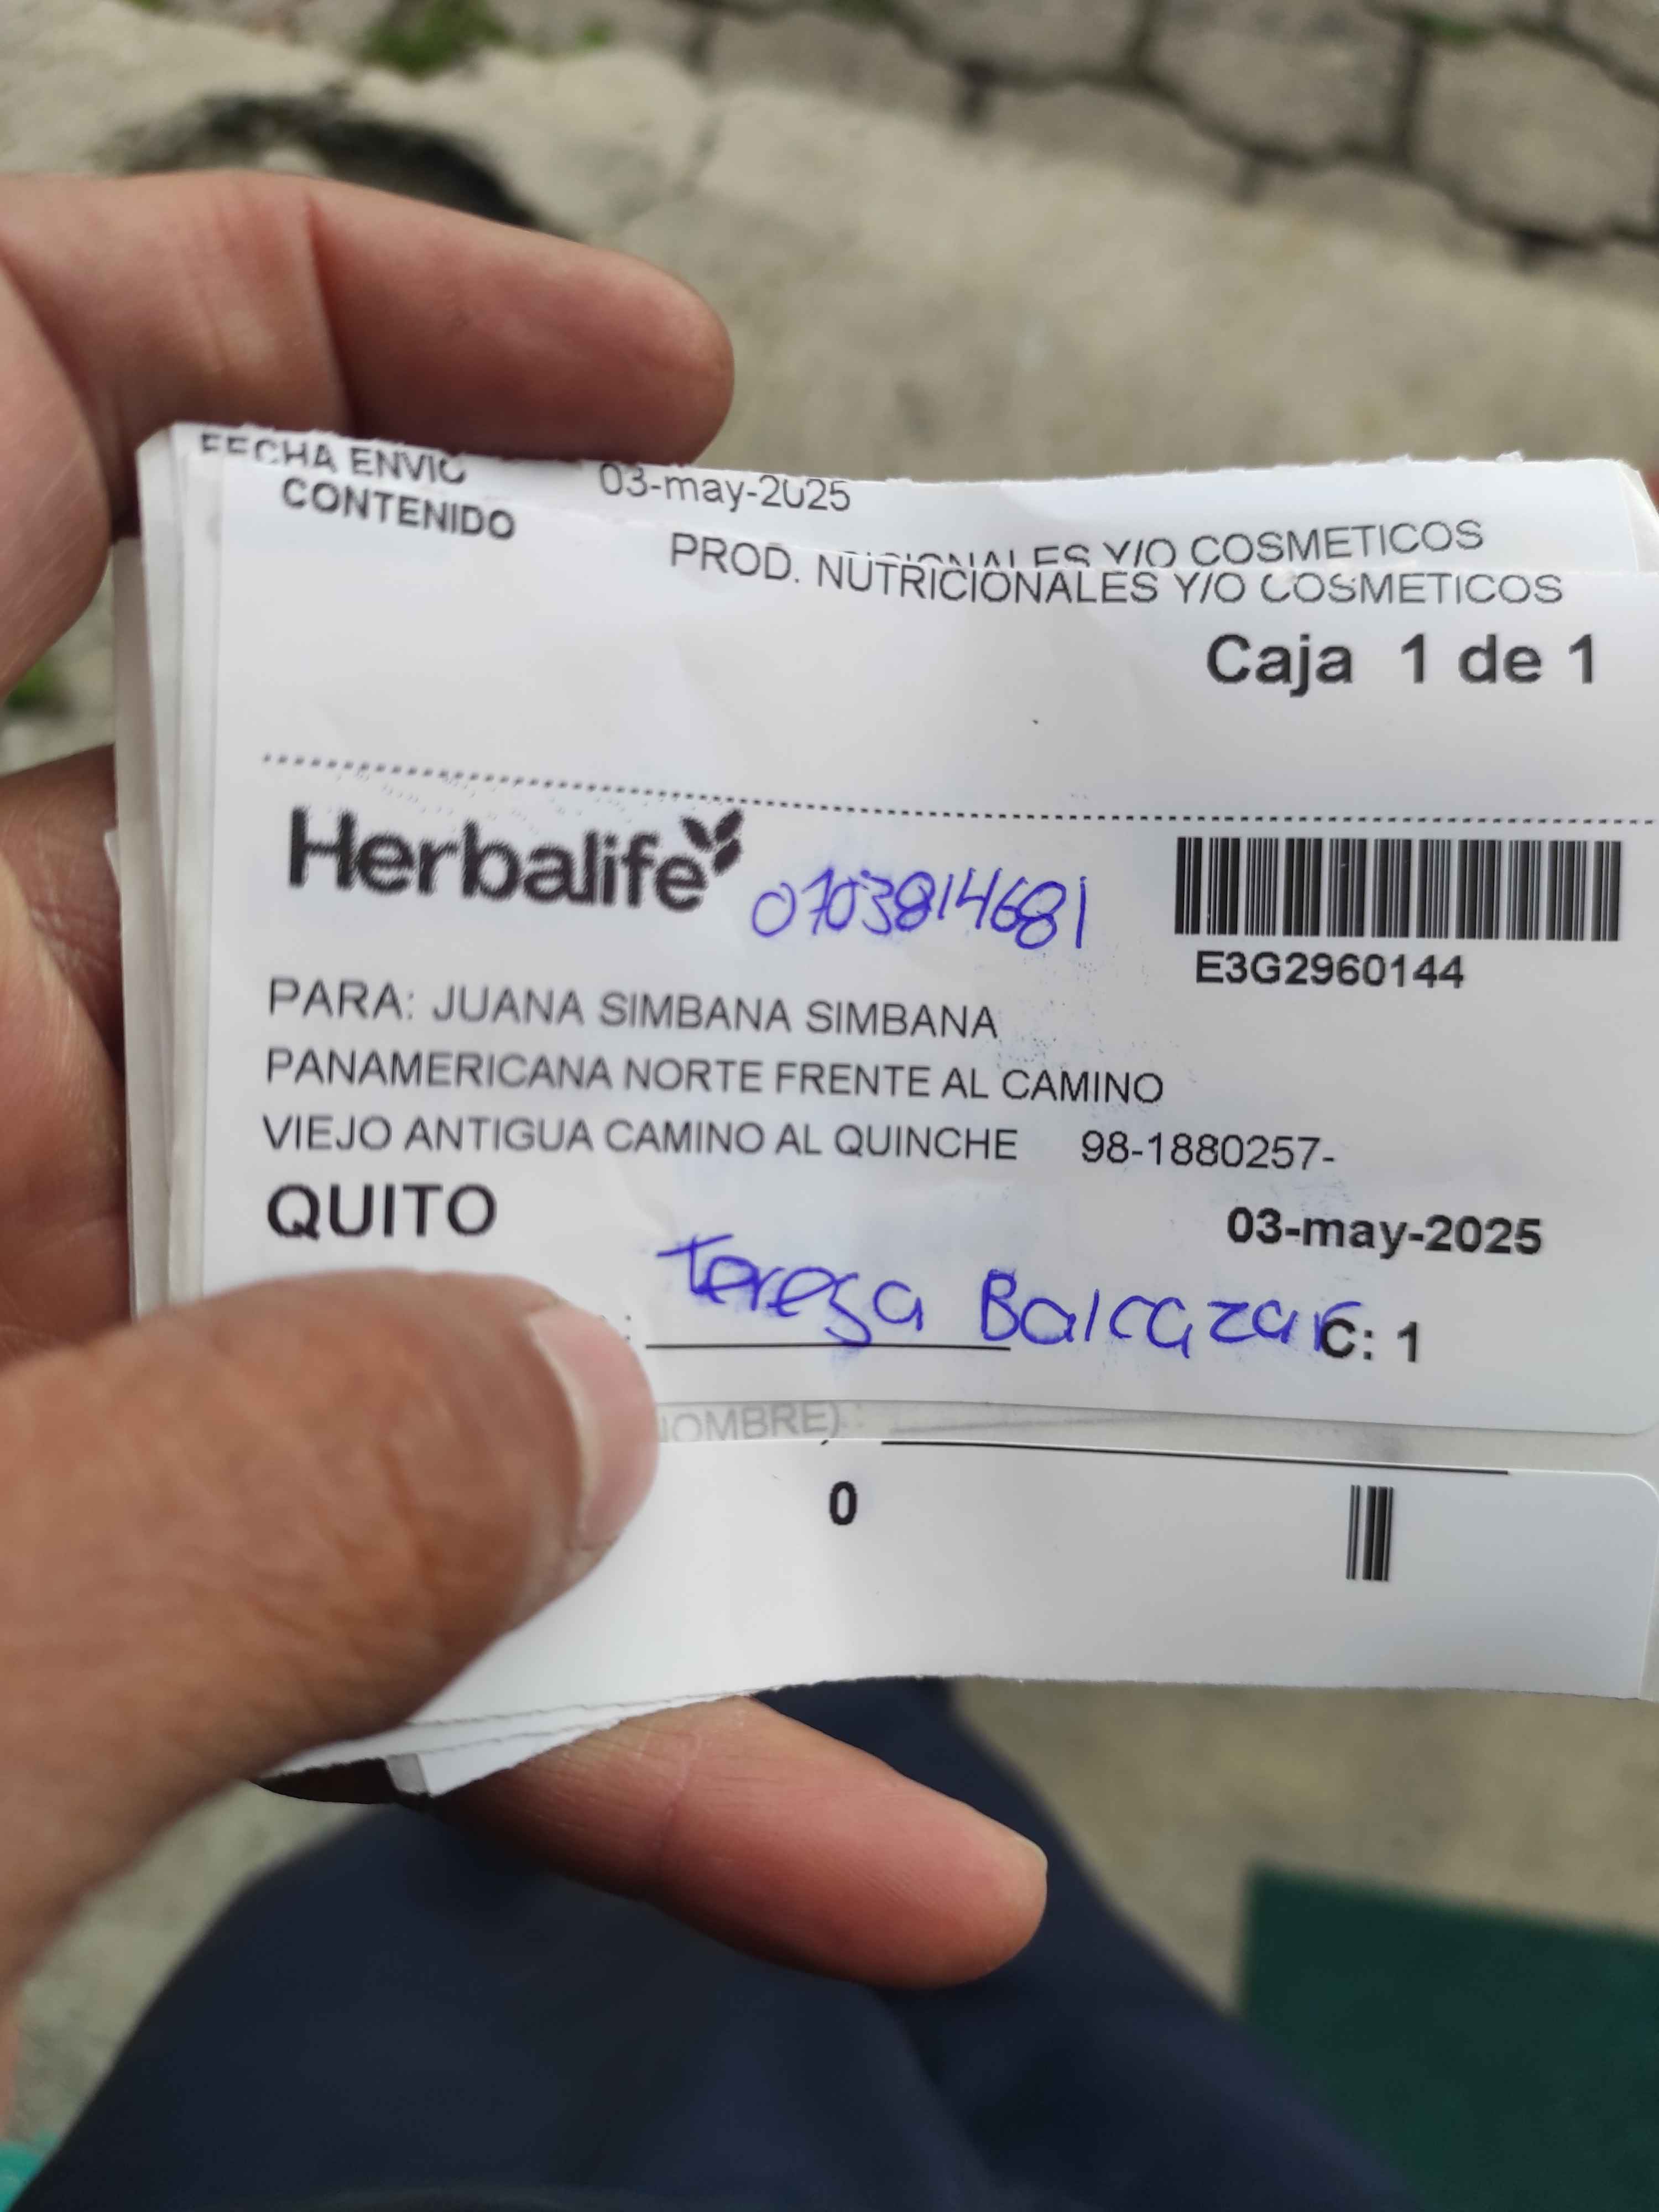 FECHA ENVIO 03-may-2025
CONTENIDO
Y/O COSMETICOS
PROD. NUTRICIONALES Y/O COSMETICOS
Caja 1 de 1
Herbalife 0703814681
E3G2960144
PARA: JUANA SIMBANA SIMBANA
PANAMERICANA NORTE FRENTE AL CAMINO
VIEJO ANTIGUA CAMINO AL QUINCHE 98-1880257-
QUITO 03-may-2025
Teresa Balcazar C: 1
0